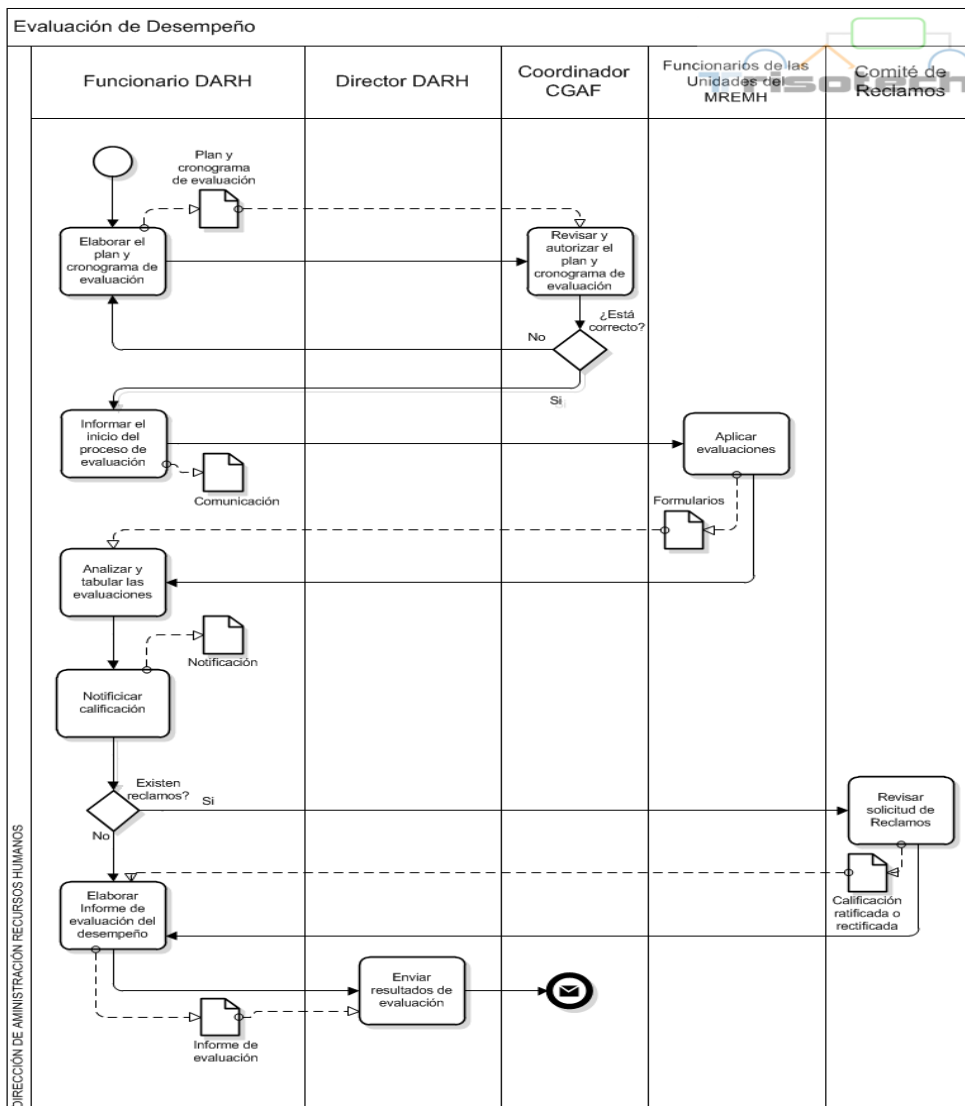 Evaluación de Desempeño
Trisotech
Funcionario DARH
Director DARH
Coordinador
CGAF
Funcionarios de las
Unidades del
MREMH
Comité de
Reclamos
Plan y
cronograma
de evaluación
Elaborar el
plan y
cronograma de
evaluación
Revisar y
autorizar el
plan y
cronograma de
evaluación
¿Está
correcto?
No
Si
Informar el
inicio del
proceso de
evaluación
Comunicación
Aplicar
evaluaciones
Formularios
Analizar y
tabular las
evaluaciones
Notificación
Notificicar
calificación
Existen
reclamos?
Si
No
Revisar
solicitud de
Reclamos
Calificación
ratificada o
rectificada
Elaborar
Informe de
evaluación del
desempeño
Enviar
resultados de
evaluación
Informe de
evaluación
DIRECCIÓN DE AMINISTRACIÓN RECURSOS HUMANOS